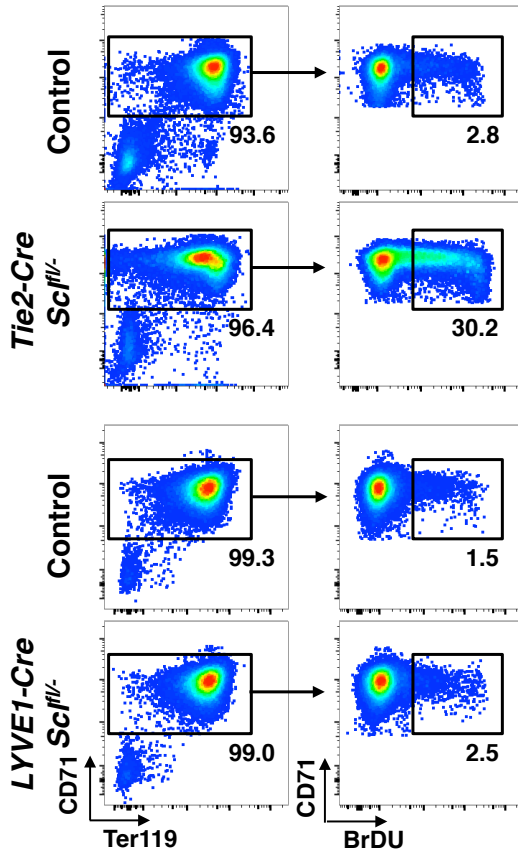 Control
93.6
2.8
Tie2-Cre
Scl^fl/-
96.4
30.2
Control
99.3
1.5
LYVE1-Cre
Scl^fl/-
99.0
2.5
CD71
Ter119
CD71
BrDU